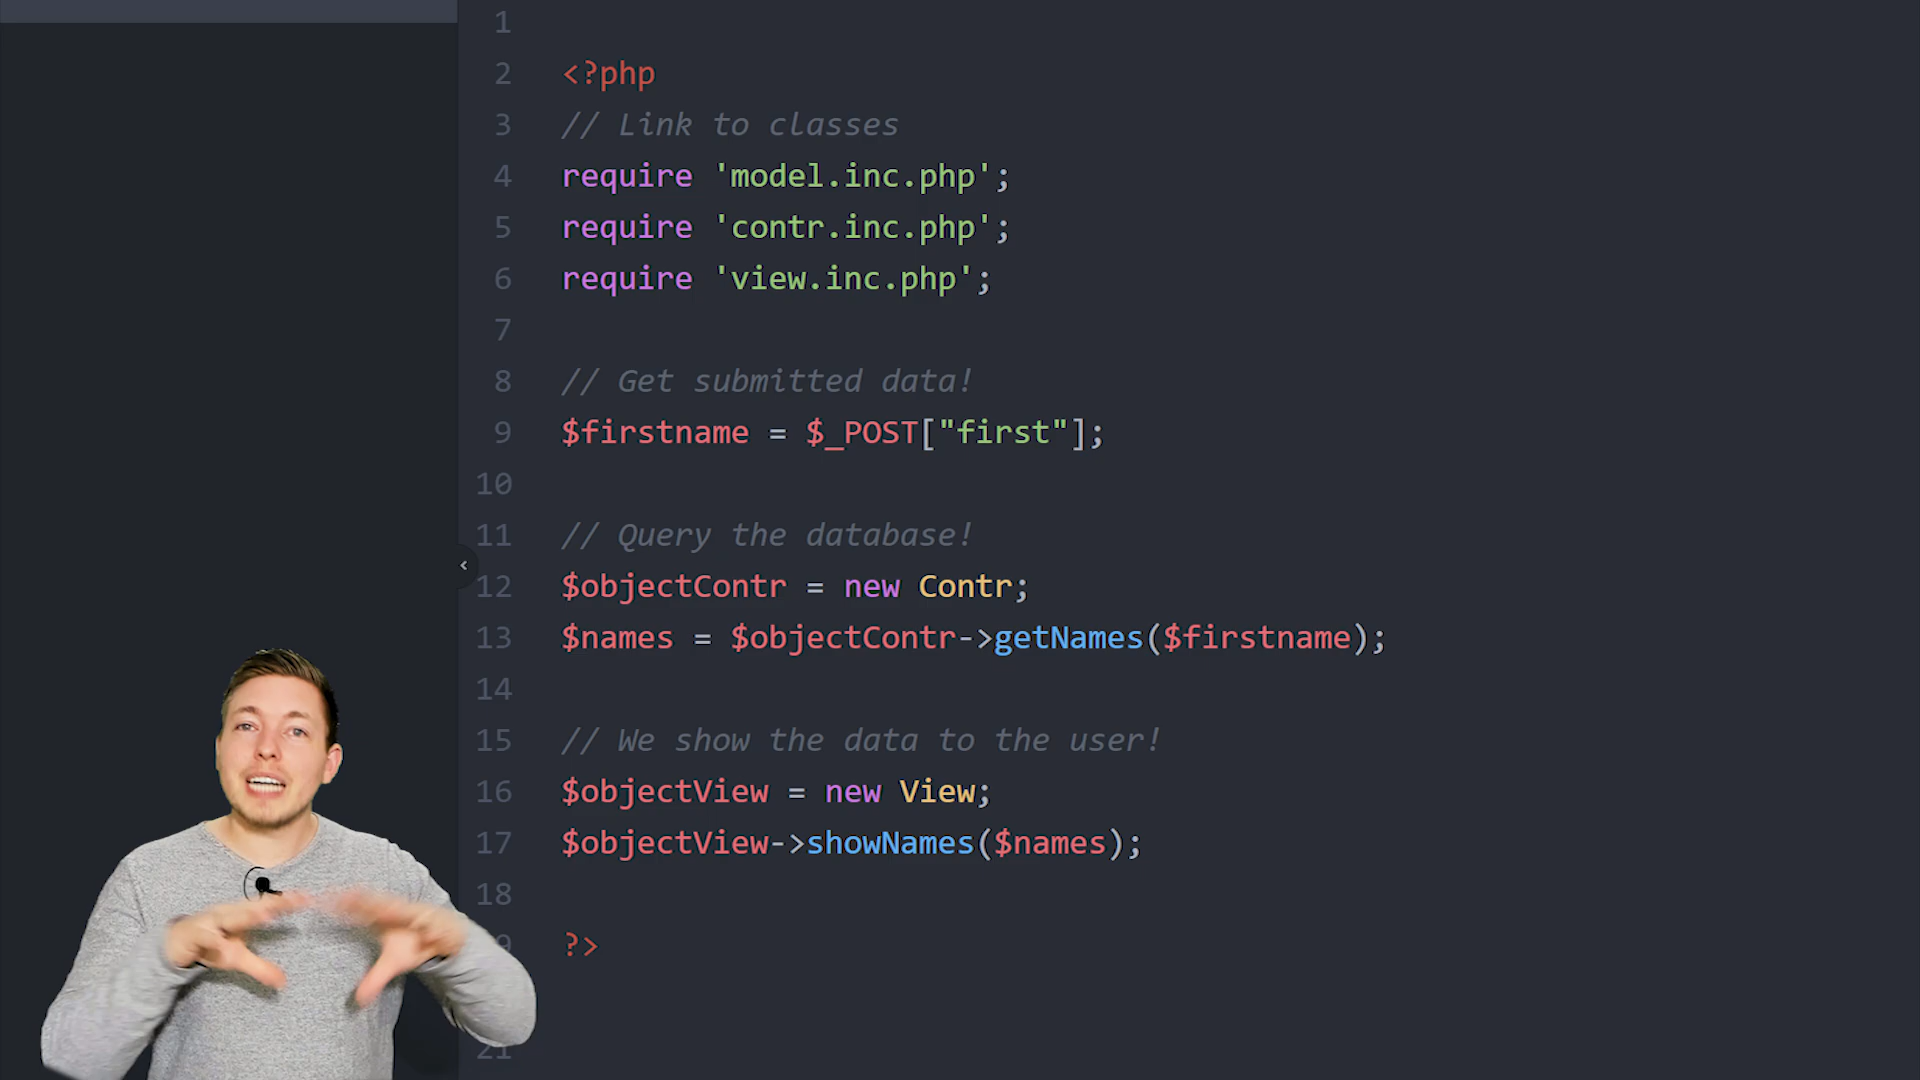 1
2 <?php
3 // Link to classes
4 require 'model.inc.php';
5 require 'contr.inc.php';
6 require 'view.inc.php';
7
8 // Get submitted data!
9 $firstname = $_POST["first"];
10
11 // Query the database!
12 $objectContr = new Contr;
13 $names = $objectContr->getNames($firstname);
14
15 // We show the data to the user!
16 $objectView = new View;
17 $objectView->showNames($names);
18
?>
21